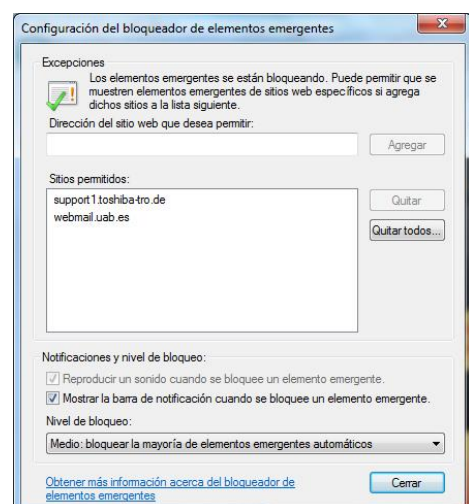 Configuración del bloqueador de elementos emergentes
Excepciones
Los elementos emergentes se están bloqueando. Puede permitir que se
muestren elementos emergentes de sitios web específicos si agrega
dichos sitios a la lista siguiente.
Dirección del sitio web que desea permitir:
Agregar
Sitios permitidos:
support1.toshiba-tro.de
webmail.uab.es
Quitar
Quitar todos...
Notificaciones y nivel de bloqueo:
Reproducir un sonido cuando se bloquee un elemento emergente.
Mostrar la barra de notificación cuando se bloquee un elemento emergente.
Nivel de bloqueo:
Medio: bloquear la mayoría de elementos emergentes automáticos
Obtener más información acerca del bloqueador de
elementos emergentes
Cerrar